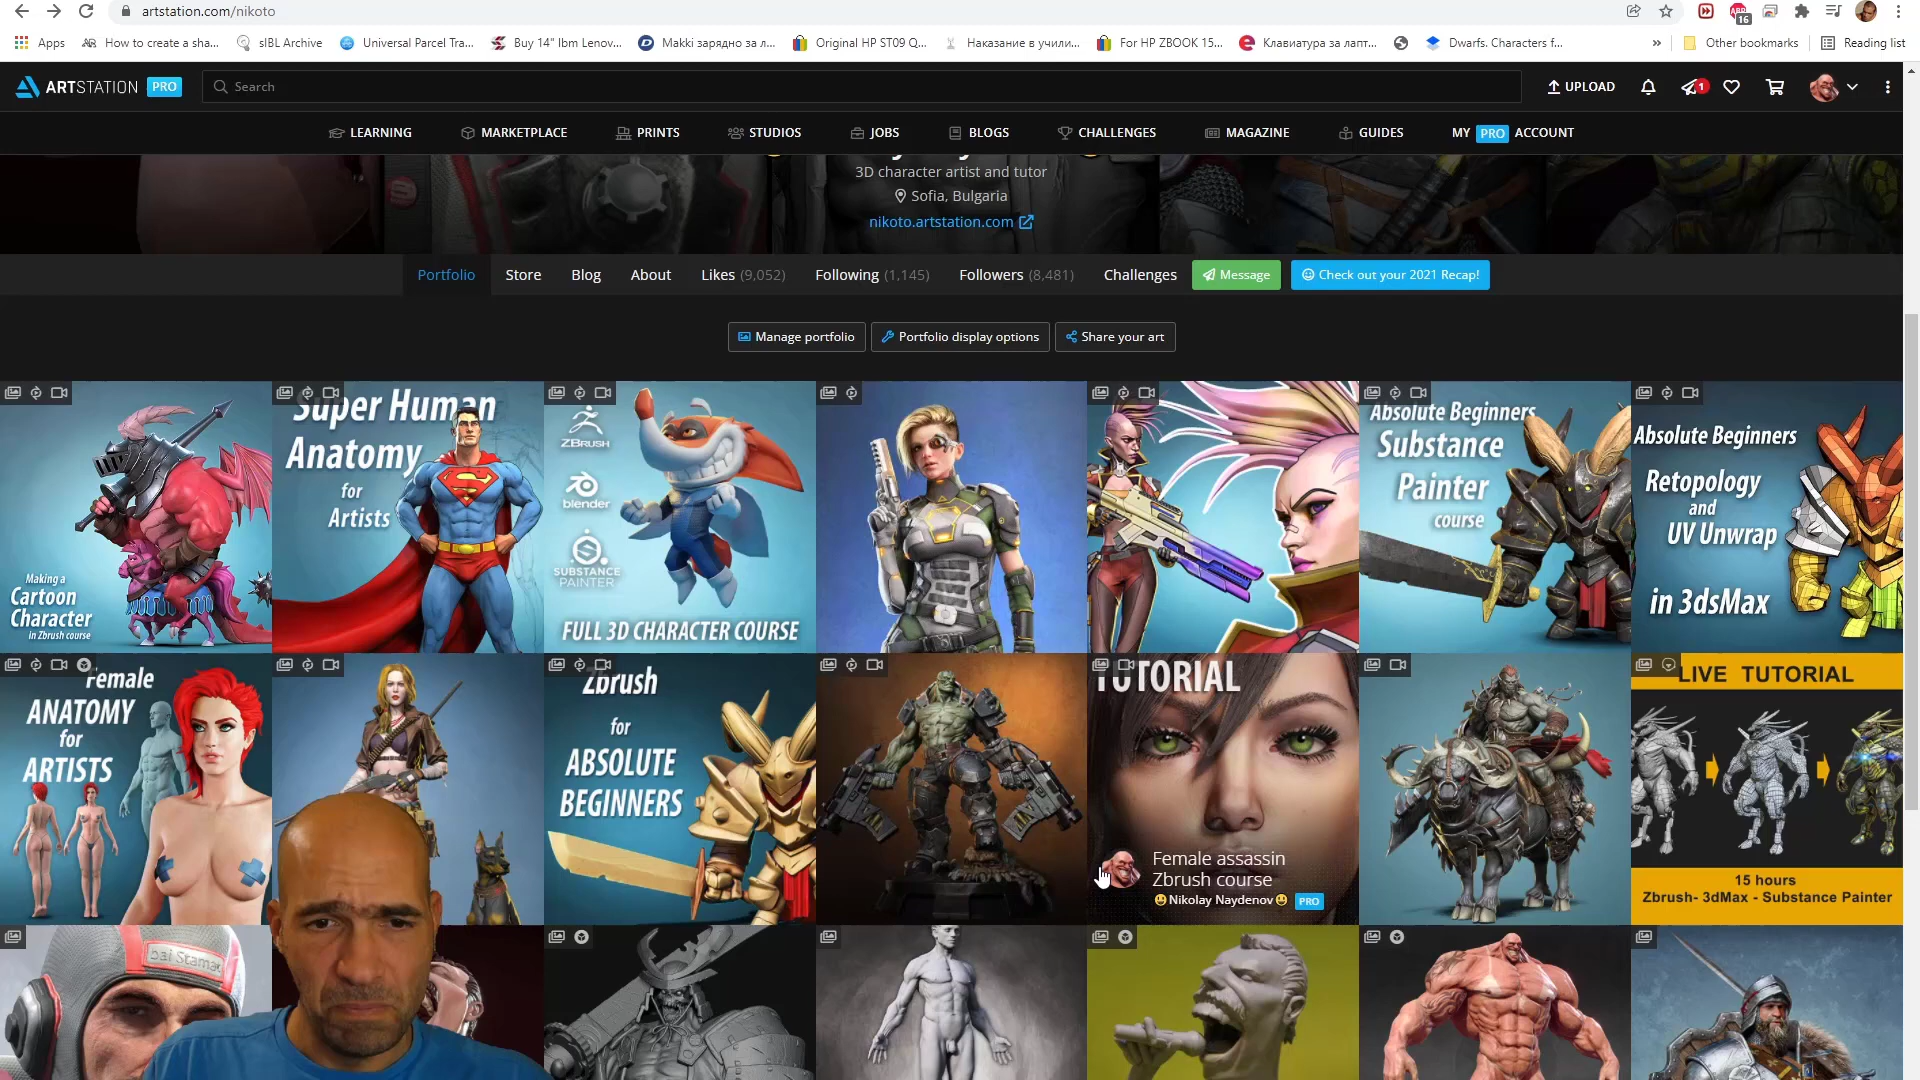 artstation.com/nikoto
Apps
How to create a sha...
sIBL Archive
Universal Parcel Tra...
Buy 14" Ibm Lenov...
Makki зарядно за л...
Original HP ST09 Q...
Наказание в учили...
For HP ZBOOK 15...
Клавиатура за лапт...
Dwarfs. Characters f...
»
Other bookmarks
Reading list
16
ARTSTATION PRO
Search
UPLOAD
1
LEARNING
MARKETPLACE
PRINTS
STUDIOS
JOBS
BLOGS
CHALLENGES
MAGAZINE
GUIDES
MY PRO ACCOUNT
3D character artist and tutor
Sofia, Bulgaria
nikoto.artstation.com
Portfolio
Store
Blog
About
Likes (9,052)
Following (1,145)
Followers (8,481)
Challenges
Message
Check out your 2021 Recap!
Manage portfolio
Portfolio display options
Share your art
Making a
Cartoon
Character
in Zbrush course
Super Human
Anatomy
for
Artists
ZBRUSH
blender
SUBSTANCE
PAINTER
FULL 3D CHARACTER COURSE
Absolute Beginners
Substance
Painter
course
Absolute Beginners
Retopology
and
UV Unwrap
in 3dsMax
Female
ANATOMY
for
ARTISTS
Zbrush
for
ABSOLUTE
BEGINNERS
TUTORIAL
Female assassin
Zbrush course
Nikolay Naydenov PRO
LIVE TUTORIAL
15 hours
Zbrush- 3dMax - Substance Painter
bai Stamat